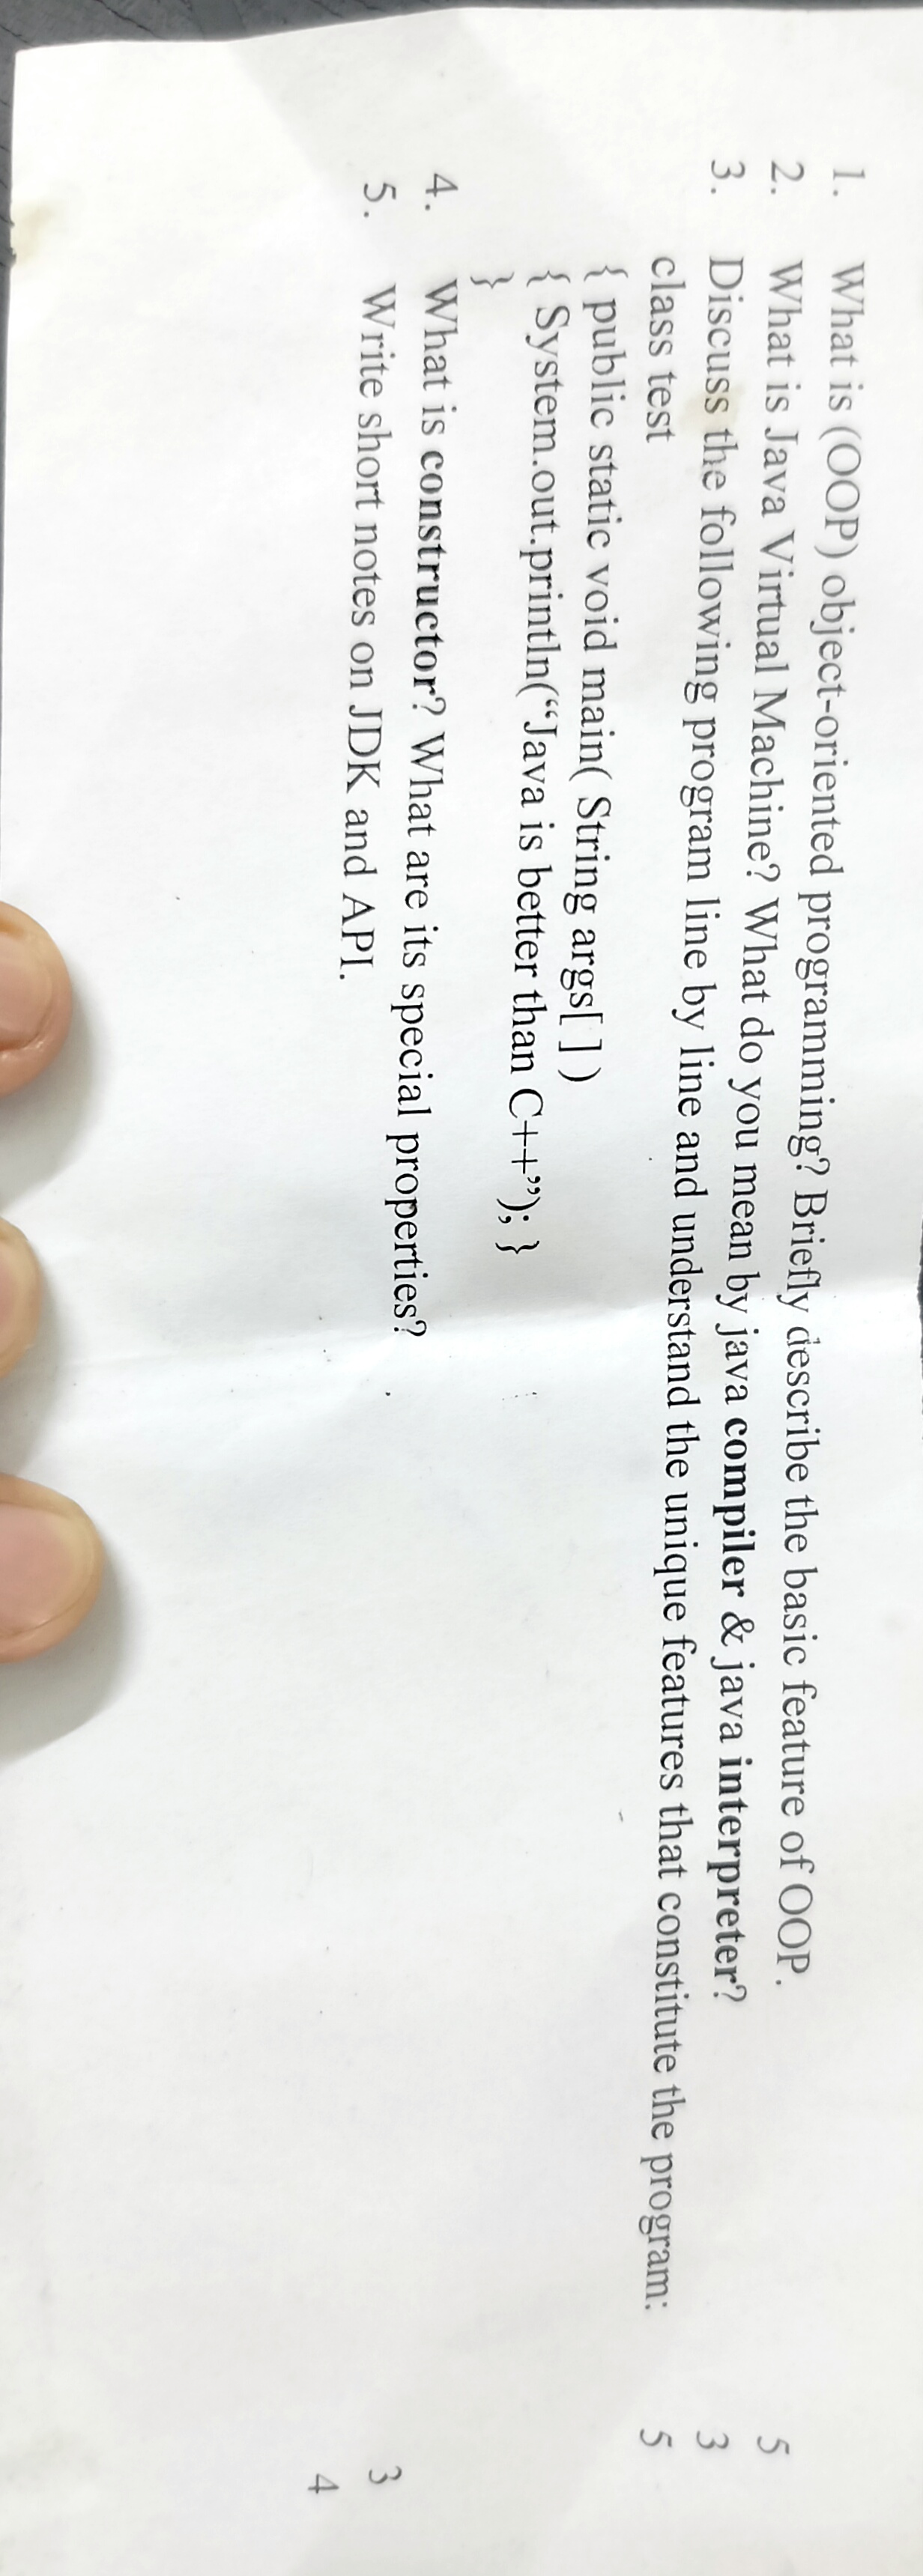 1. What is (OOP) object-oriented programming? Briefly describe the basic feature of OOP. 5
2. What is Java Virtual Machine? What do you mean by java compiler & java interpreter? 3
3. Discuss the following program line by line and understand the unique features that constitute the program: 5
class test
{ public static void main( String args[ ] )
{ System.out.println(“Java is better than C++”); }
}
4. What is constructor? What are its special properties? 3
5. Write short notes on JDK and API. 4